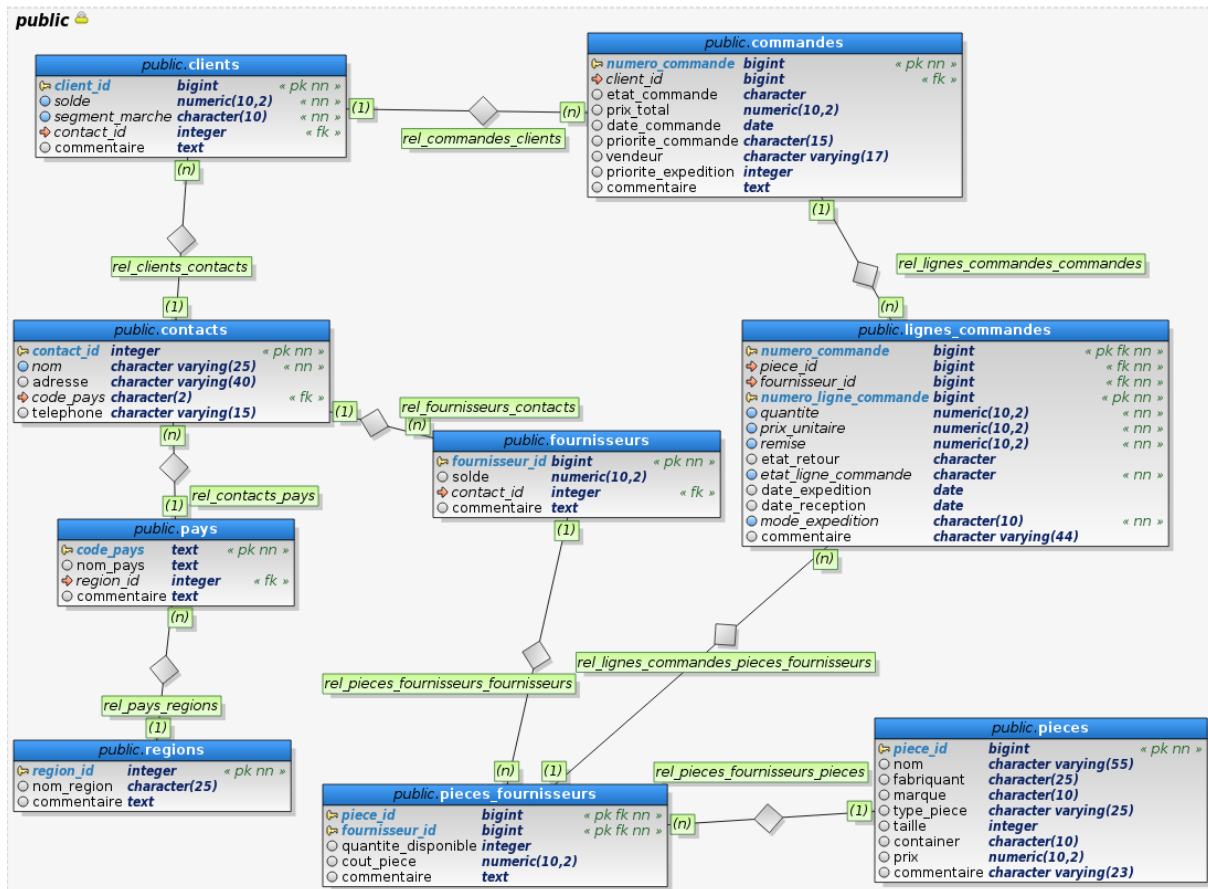 public
public.clients
client_id bigint « pk nn »
solde numeric(10,2) « nn »
segment_marche character(10) « nn »
contact_id integer « fk »
commentaire text
public.commandes
numero_commande bigint « pk nn »
client_id bigint « fk »
etat_commande character
prix_total numeric(10,2)
date_commande date
priorite_commande character(15)
vendeur character varying(17)
priorite_expedition integer
commentaire text
(1)
(n)
rel_commandes_clients
(n)
rel_clients_contacts
(1)
(1)
rel_lignes_commandes_commandes
(n)
public.contacts
contact_id integer « pk nn »
nom character varying(25) « nn »
adresse character varying(40)
code_pays character(2) « fk »
telephone character varying(15)
public.lignes_commandes
numero_commande bigint « pk fk nn »
piece_id bigint « fk »
fournisseur_id bigint « fk »
numero_ligne_commande bigint « pk nn »
quantite numeric(10,2) « nn »
prix_unitaire numeric(10,2) « nn »
remise numeric(10,2) « nn »
etat_retour character
etat_ligne_commande character « nn »
date_expedition date
date_reception date
mode_expedition character(10) « nn »
commentaire character varying(44)
(1)
rel_fournisseurs_contacts
(n)
public.fournisseurs
fournisseur_id bigint « pk nn »
solde numeric(10,2)
contact_id integer « fk »
commentaire text
(n)
rel_contacts_pays
(1)
public.pays
code_pays text « pk nn »
nom_pays text
region_id integer « fk »
commentaire text
(1)
(n)
(n)
rel_lignes_commandes_pieces_fournisseurs
rel_pieces_fournisseurs_fournisseurs
rel_pays_regions
(1)
public.regions
region_id integer « pk nn »
nom_region character(25)
commentaire text
(n)
(1)
rel_pieces_fournisseurs_pieces
public.pieces_fournisseurs
piece_id bigint « pk fk nn »
fournisseur_id bigint « pk fk nn »
quantite_disponible integer
cout_piece numeric(10,2)
commentaire text
(n)
(1)
public.pieces
piece_id bigint « pk nn »
nom character varying(55)
fabriquant character(25)
marque character(10)
type_piece character varying(25)
taille integer
container character(10)
prix numeric(10,2)
commentaire character varying(23)